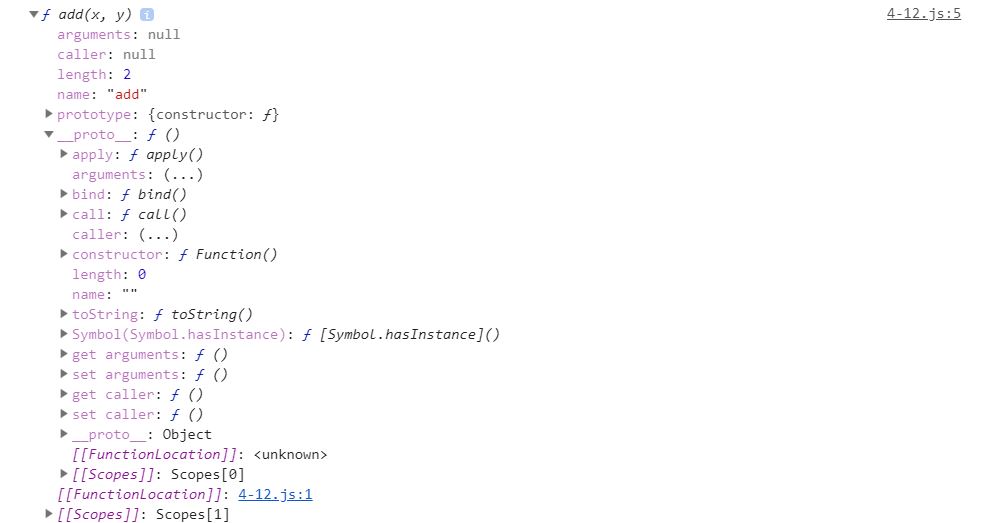 ▼ƒ add(x, y) i 4-12.js:5
arguments: null
caller: null
length: 2
name: "add"
▶prototype: {constructor: ƒ}
▼__proto__: ƒ ()
▶apply: ƒ apply()
arguments: (...)
▶bind: ƒ bind()
▶call: ƒ call()
caller: (...)
▶constructor: ƒ Function()
length: 0
name: ""
▶toString: ƒ toString()
▶Symbol(Symbol.hasInstance): ƒ [Symbol.hasInstance]()
▶get arguments: ƒ ()
▶set arguments: ƒ ()
▶get caller: ƒ ()
▶set caller: ƒ ()
▶__proto__: Object
[[FunctionLocation]]: <unknown>
▶[[Scopes]]: Scopes[0]
[[FunctionLocation]]: 4-12.js:1
▶[[Scopes]]: Scopes[1]